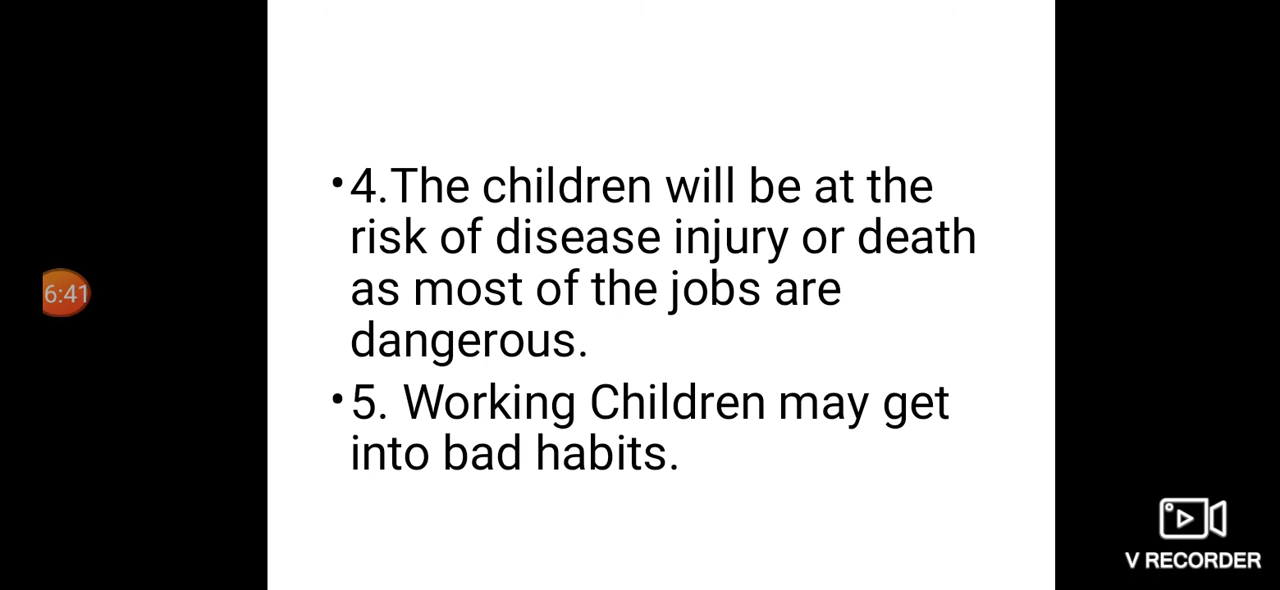 •4.The children will be at the
risk of disease injury or death
as most of the jobs are
dangerous.
•5. Working Children may get
into bad habits.
6:41
V RECORDER